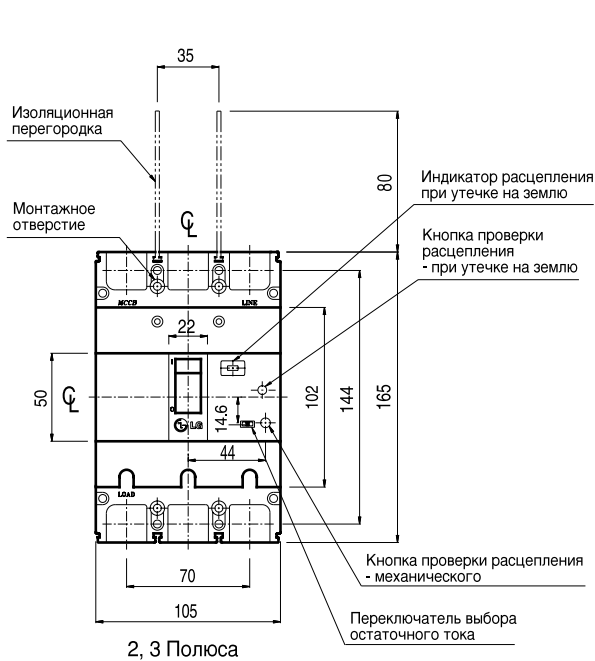 35
Изоляционная
перегородка
80
Индикатор расцепления
при утечке на землю
Монтажное
отверстие
Кнопка проверки
расцепления
- при утечке на землю
CL
MCCB
LINE
22
I
50
CL
O
LG
14.6
102
144
165
44
LOAD
Кнопка проверки расцепления
- механического
70
105
Переключатель выбора
остаточного тока
2, 3 Полюса